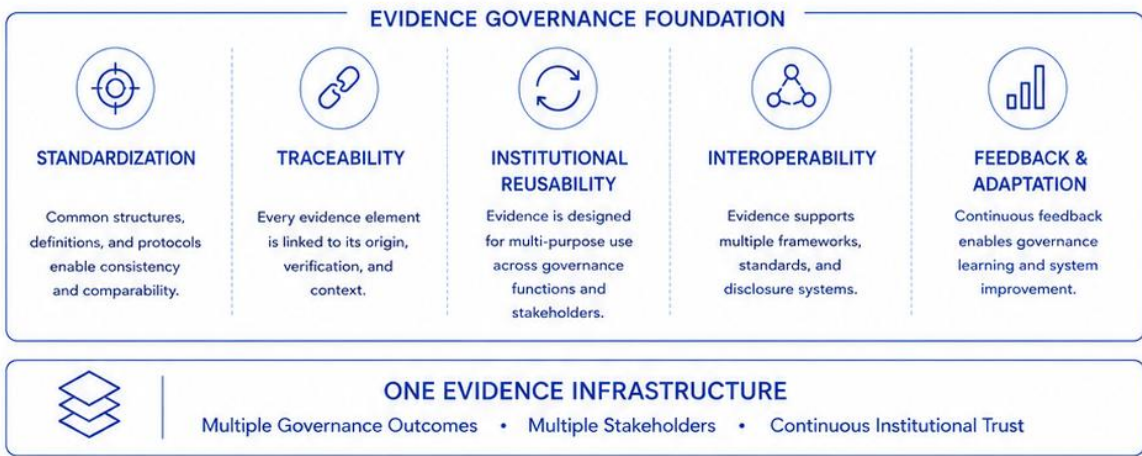 EVIDENCE GOVERNANCE FOUNDATION
STANDARDIZATION
Common structures,
definitions, and protocols
enable consistency
and comparability.
TRACEABILITY
Every evidence element
is linked to its origin,
verification, and
context.
INSTITUTIONAL
REUSABILITY
Evidence is designed
for multi-purpose use
across governance
functions and
stakeholders.
INTEROPERABILITY
Evidence supports
multiple frameworks,
standards, and
disclosure systems.
FEEDBACK &
ADAPTATION
Continuous feedback
enables governance
learning and system
improvement.
ONE EVIDENCE INFRASTRUCTURE
Multiple Governance Outcomes • Multiple Stakeholders • Continuous Institutional Trust